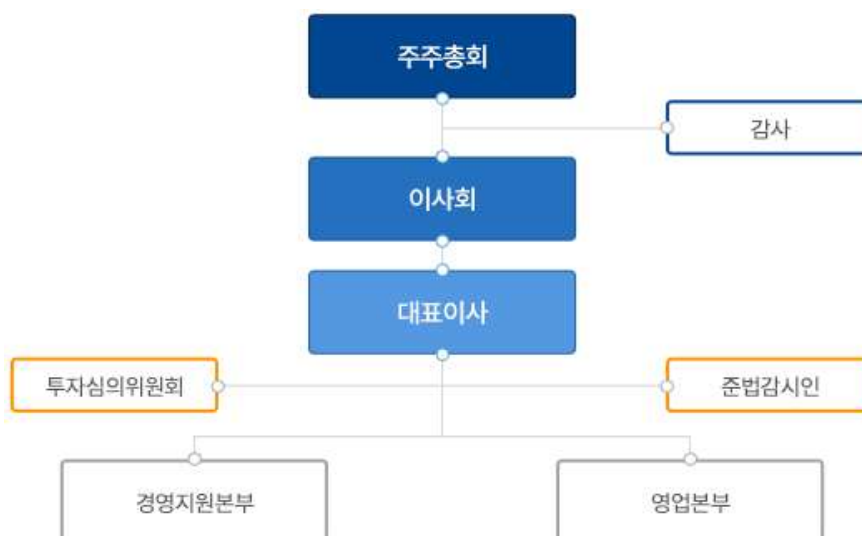 주주총회
감사
이사회
대표이사
투자심의위원회
준법감시인
경영지원본부
영업본부